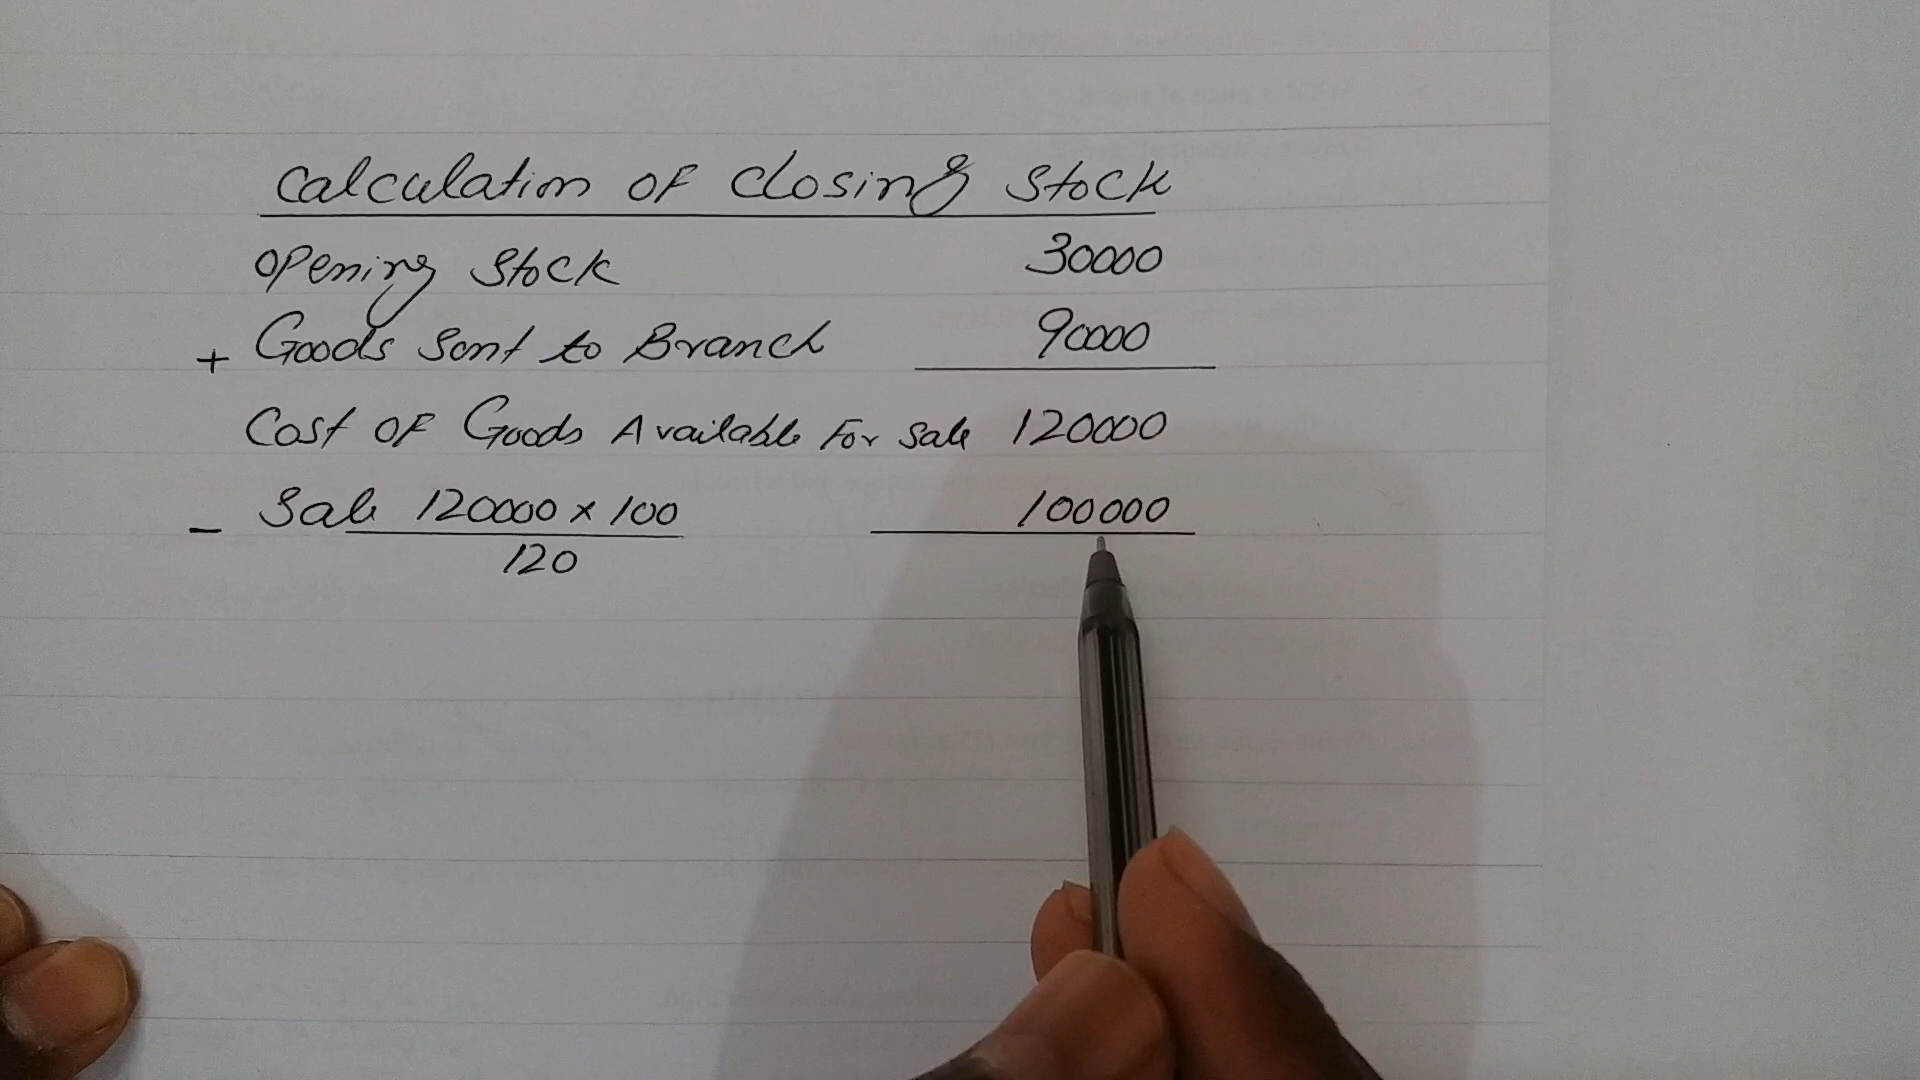 Calculation OF Closing Stock
Opening Stock 30000
+ Goods Sent to Branch 90000
Cost OF Goods Available For Sale 120000
- Sale 120000 x 100 100000
120